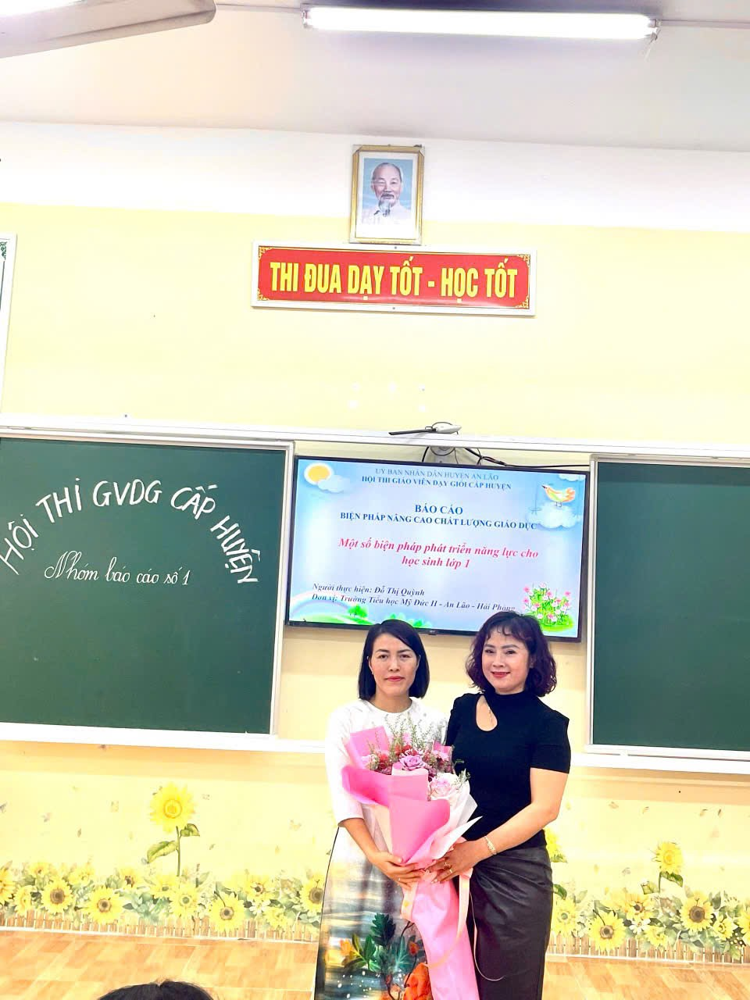 THI ĐUA DẠY TỐT - HỌC TỐT
HỘI THI GVDG CẤP HUYỆN
Nhóm báo cáo số 1
UỶ BAN NHÂN DÂN HUYỆN AN LÃO
HỘI THI GIÁO VIÊN DẠY GIỎI CẤP HUYỆN
BÁO CÁO
BIỆN PHÁP NÂNG CAO CHẤT LƯỢNG GIÁO DỤC
Một số biện pháp phát triển năng lực cho
học sinh lớp 1
Người thực hiện: Đỗ Thị Quỳnh
Đơn vị: Trường Tiểu học Mỹ Đức II - An Lão - Hải Phòng